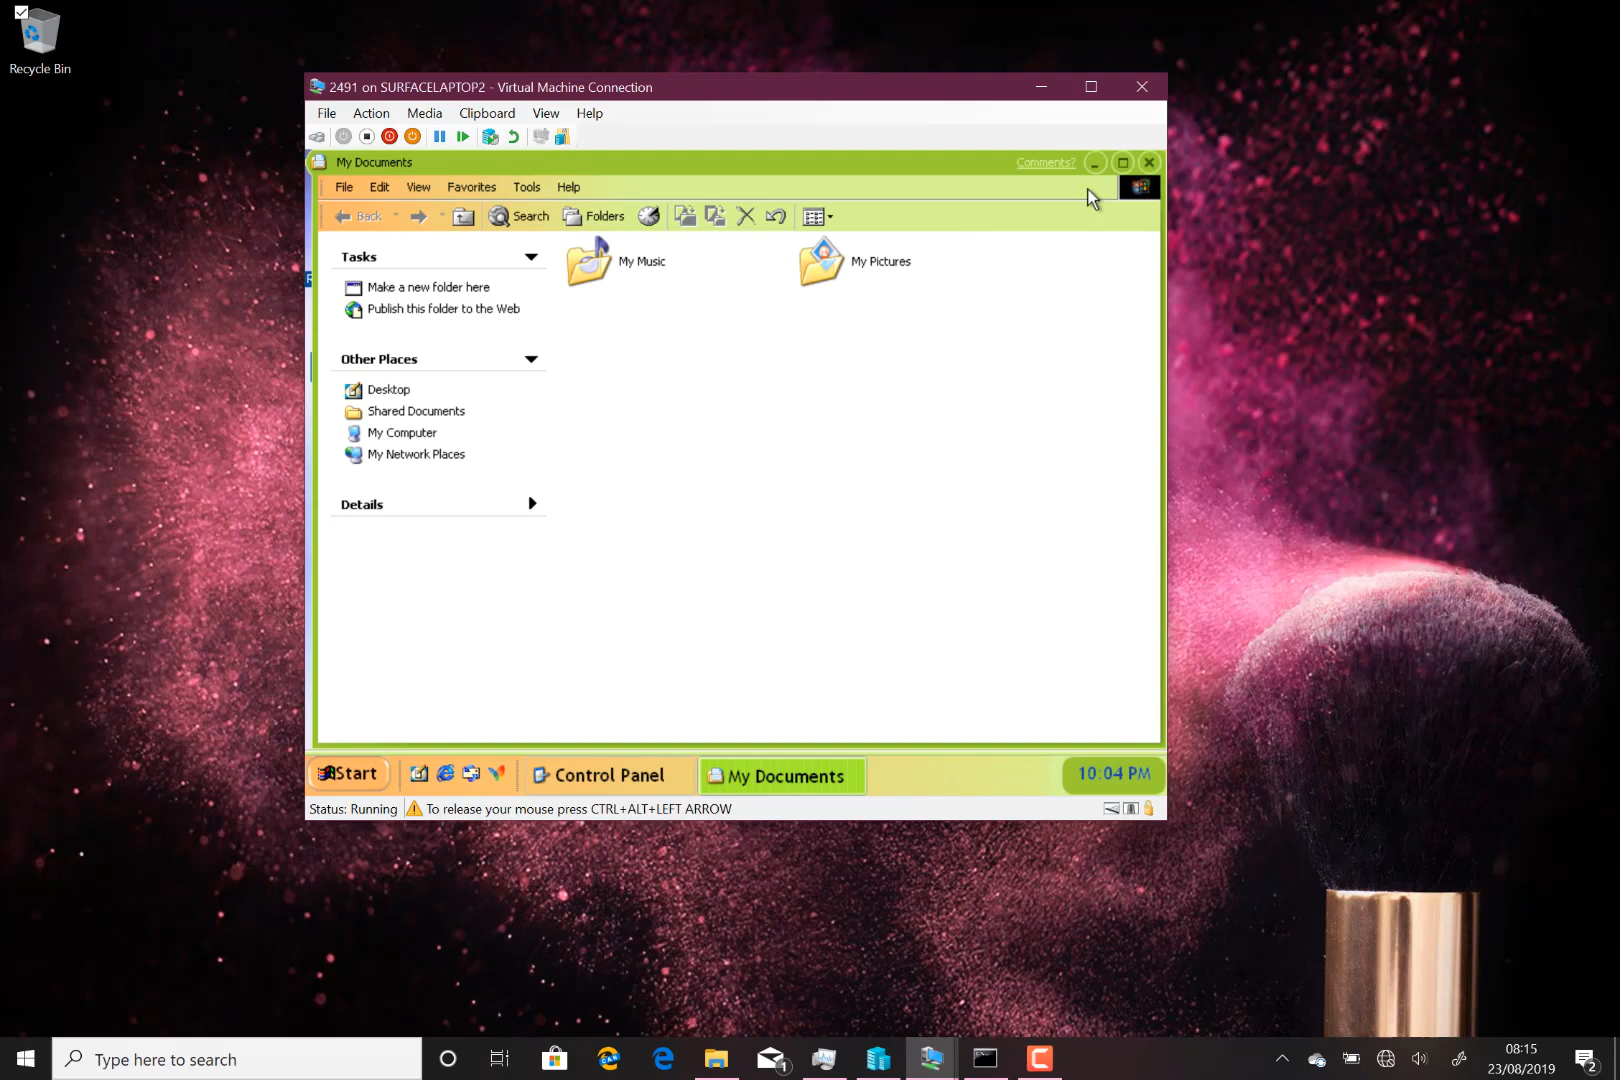 Recycle Bin
2491 on SURFACELAPTOP2 - Virtual Machine Connection
File Action Media Clipboard View Help
My Documents Comments?
File Edit View Favorites Tools Help
Back Search Folders
Tasks
Make a new folder here
Publish this folder to the Web
Other Places
Desktop
Shared Documents
My Computer
My Network Places
Details
My Music My Pictures
Start Control Panel My Documents 10:04 PM
Status: Running To release your mouse press CTRL+ALT+LEFT ARROW
Type here to search
1
08:15
23/08/2019
2